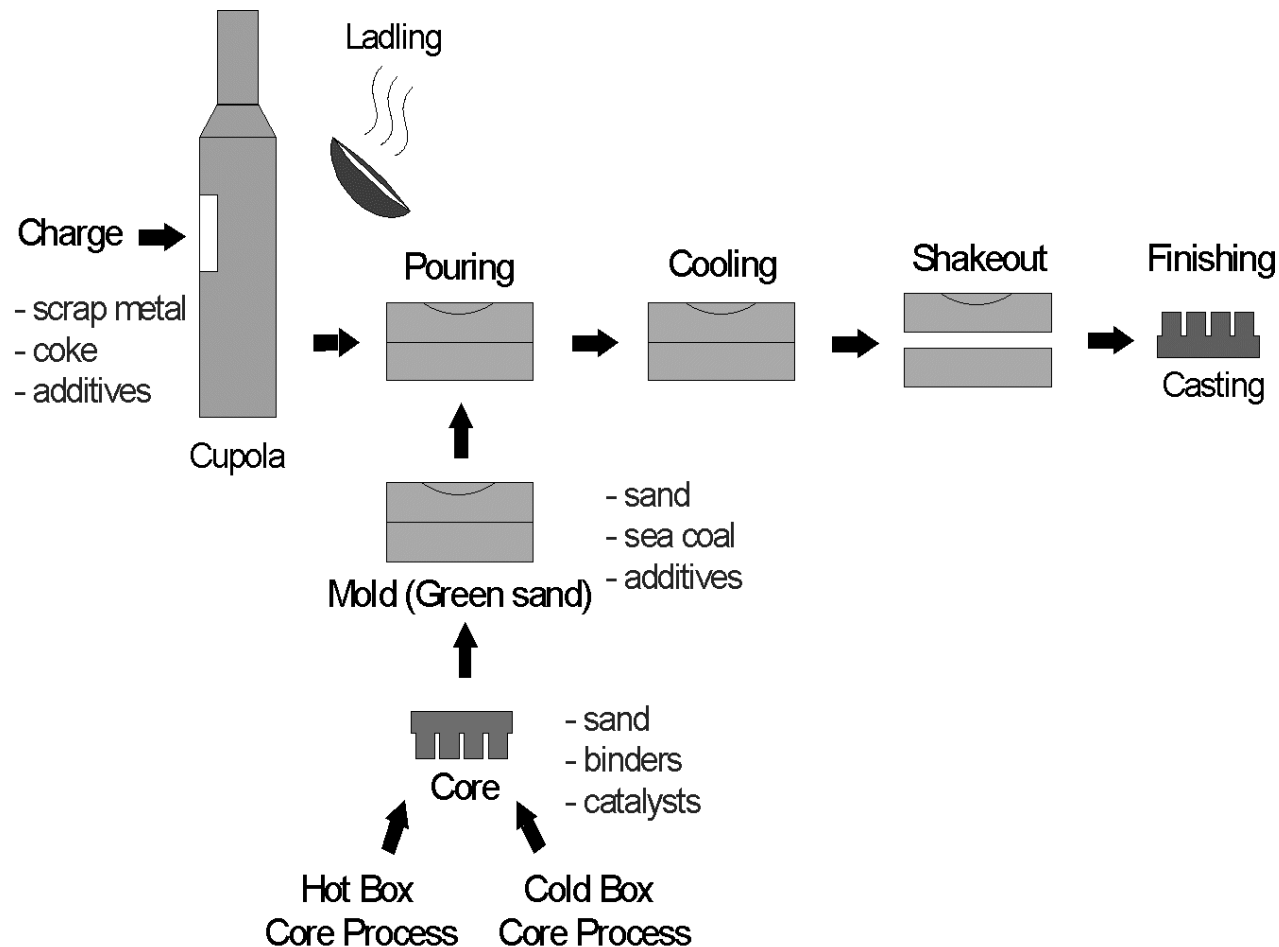 Ladling
Charge
- scrap metal
- coke
- additives
Cupola
Pouring
Cooling
Shakeout
Finishing
Casting
- sand
- sea coal
- additives
Mold (Green sand)
- sand
- binders
- catalysts
Core
Hot Box
Core Process
Cold Box
Core Process